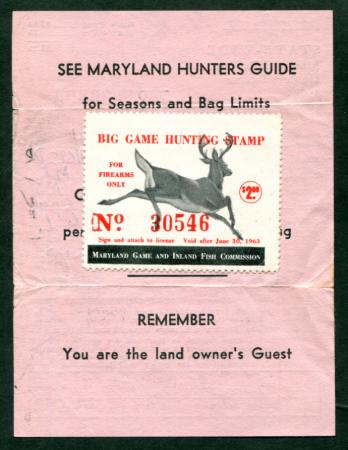 SEE MARYLAND HUNTERS GUIDE
for Seasons and Bag Limits
BIG GAME HUNTING STAMP
FOR
FIREARMS
ONLY
$2.00
No. 30546
Sign and attach to license Void after June 30, 1963
MARYLAND GAME AND INLAND FISH COMMISSION
REMEMBER
You are the land owner's Guest